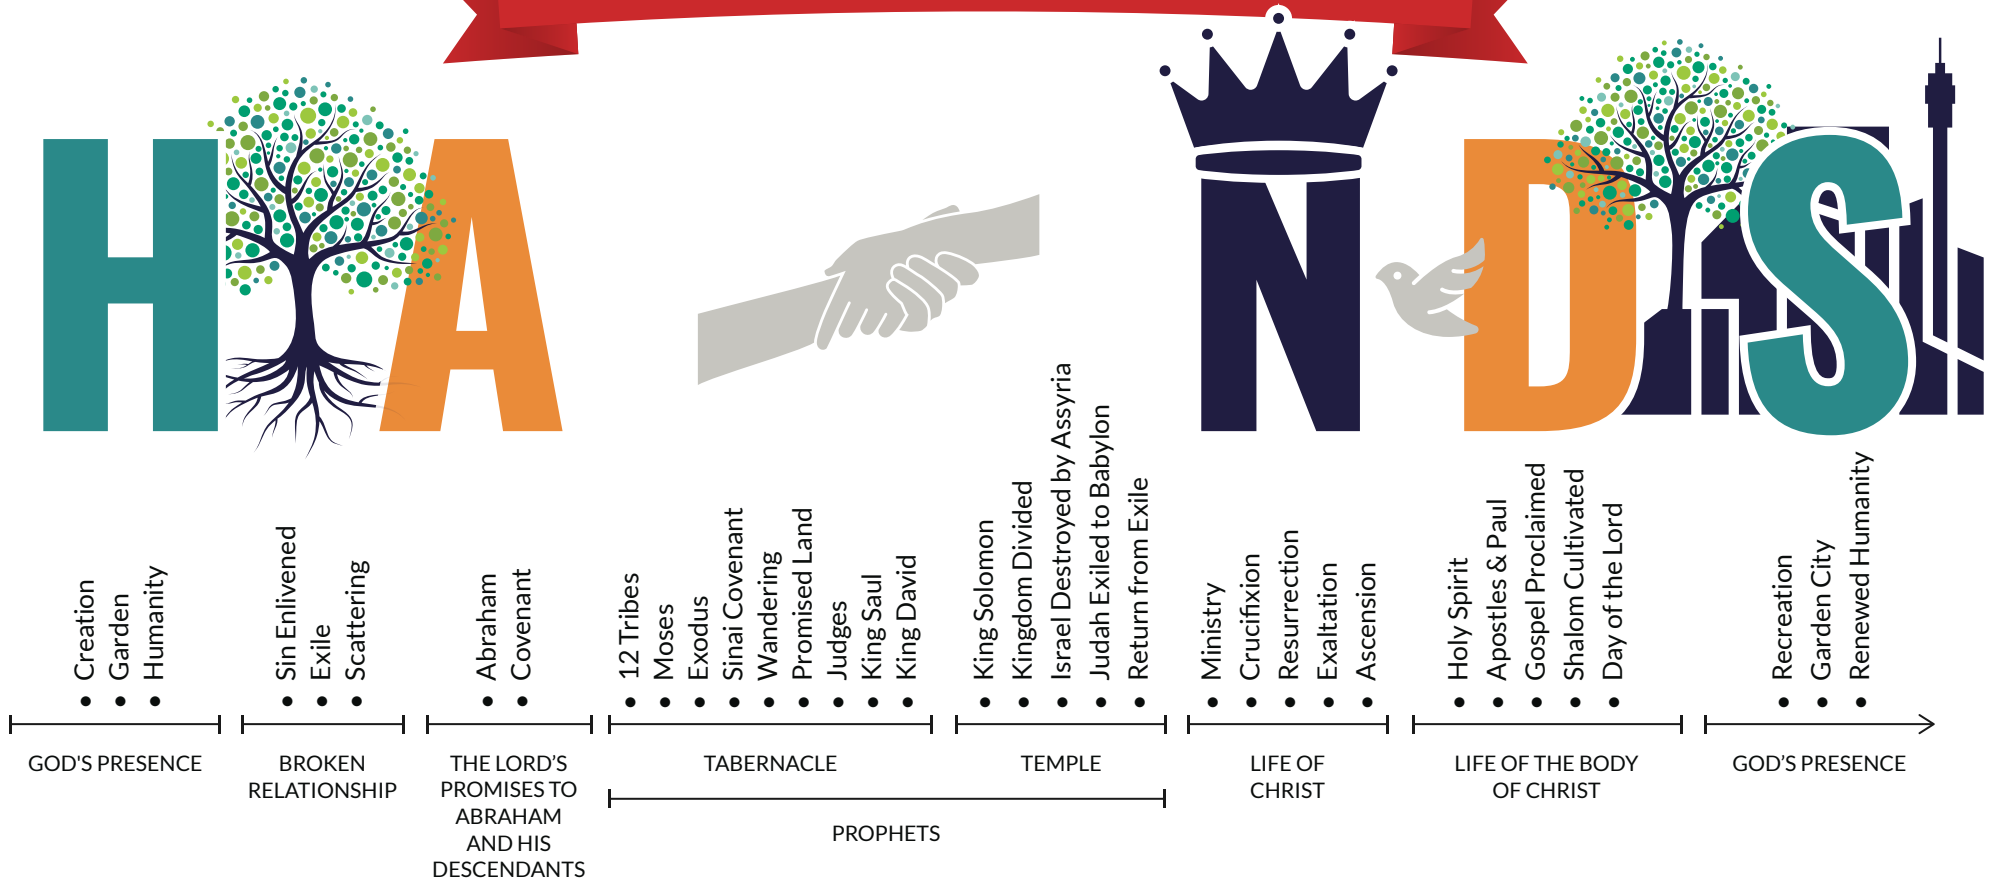 HANDS
Creation
Garden
Humanity
Sin Enlivened
Exile
Scattering
Abraham
Covenant
12 Tribes
Moses
Exodus
Sinai Covenant
Wandering
Promised Land
Judges
King Saul
King David
King Solomon
Kingdom Divided
Israel Destroyed by Assyria
Judah Exiled to Babylon
Return from Exile
Ministry
Crucifixion
Resurrection
Exaltation
Ascension
Holy Spirit
Apostles & Paul
Gospel Proclaimed
Shalom Cultivated
Day of the Lord
Recreation
Garden City
Renewed Humanity
GOD'S PRESENCE
BROKEN
RELATIONSHIP
THE LORD’S
PROMISES TO
ABRAHAM
AND HIS
DESCENDANTS
TABERNACLE
TEMPLE
PROPHETS
LIFE OF
CHRIST
LIFE OF THE BODY
OF CHRIST
GOD’S PRESENCE